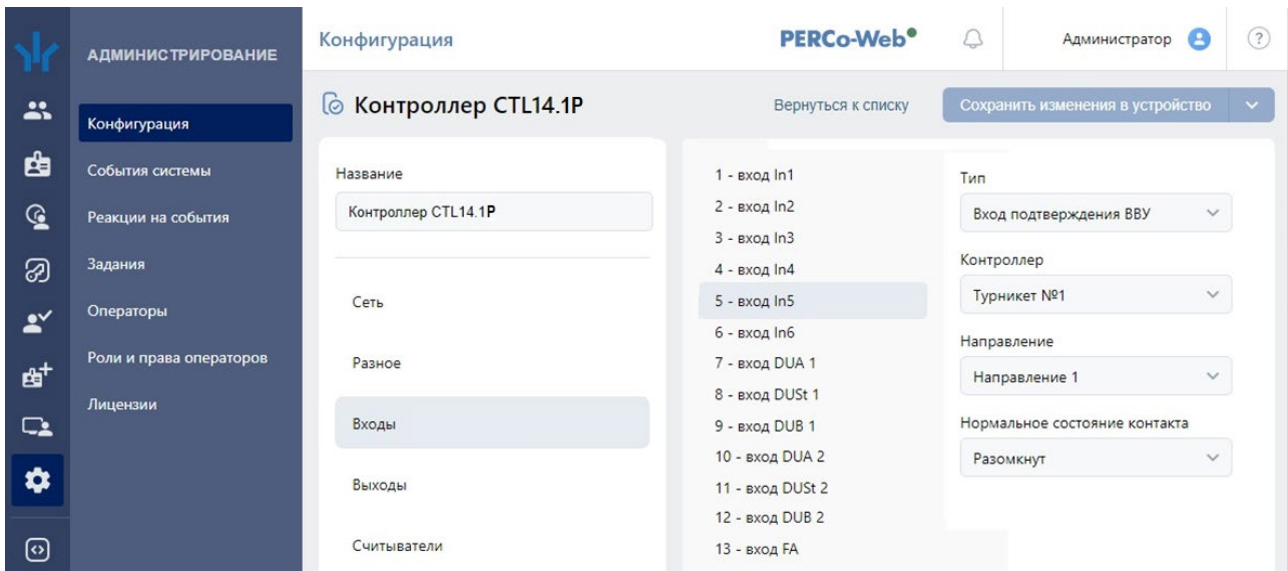 АДМИНИСТРИРОВАНИЕ
Конфигурация
События системы
Реакции на события
Задания
Операторы
Роли и права операторов
Лицензии
Конфигурация
PERCo-Web
Администратор
?
Контроллер CTL14.1P
Вернуться к списку
Сохранить изменения в устройство
Название
Контроллер CTL14.1P
Сеть
Разное
Входы
Выходы
Считыватели
1 - вход In1
2 - вход In2
3 - вход In3
4 - вход In4
5 - вход In5
6 - вход In6
7 - вход DUA 1
8 - вход DUSt 1
9 - вход DUB 1
10 - вход DUA 2
11 - вход DUSt 2
12 - вход DUB 2
13 - вход FA
Тип
Вход подтверждения ВВУ
Контроллер
Турникет №1
Направление
Направление 1
Нормальное состояние контакта
Разомкнут